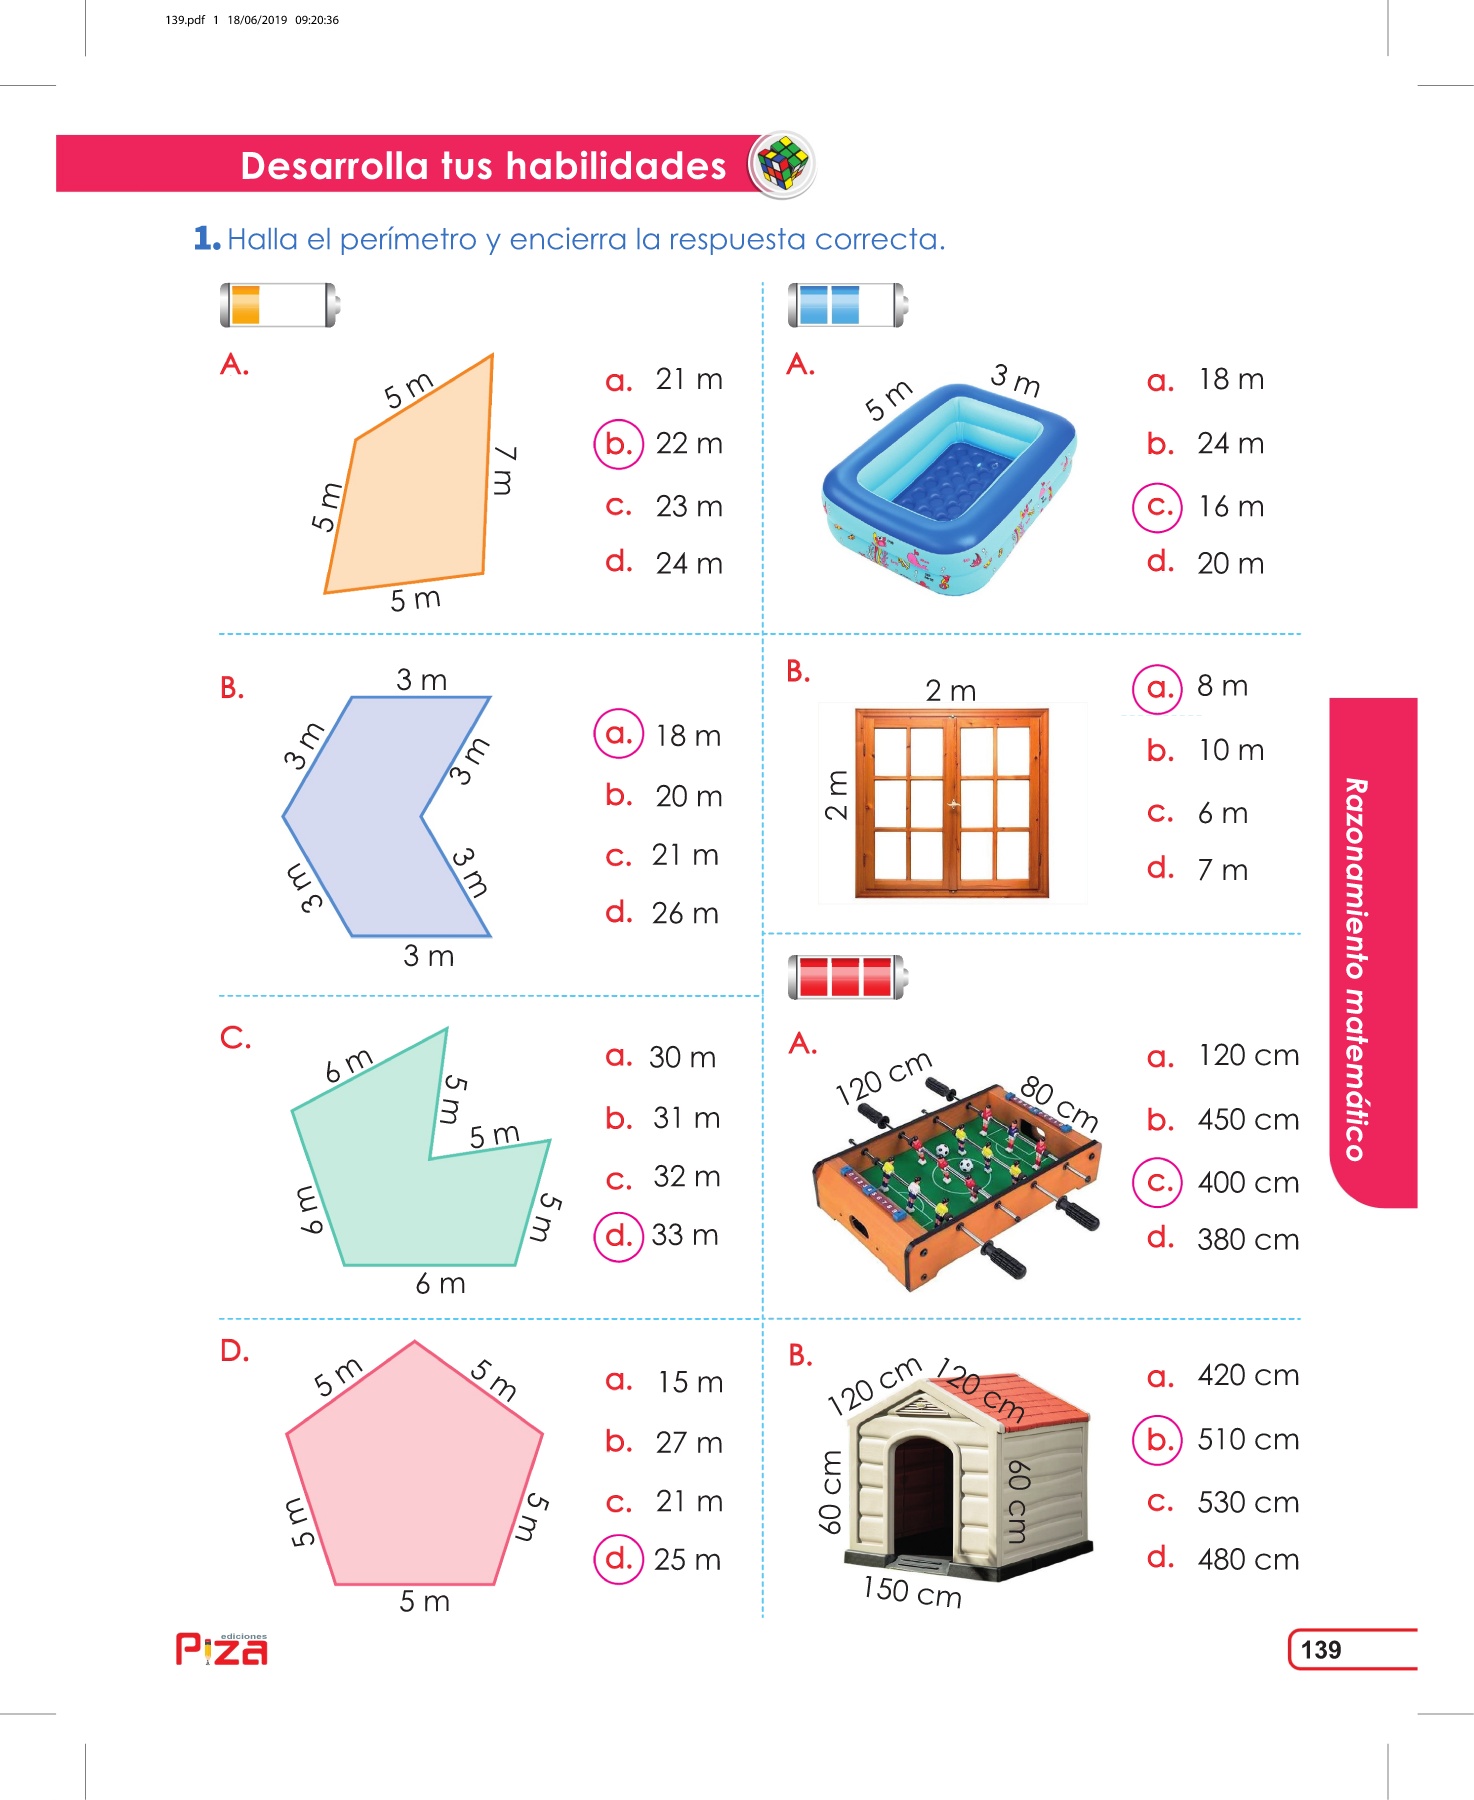 139.pdf 1 18/06/2019 09:20:36
Desarrolla tus habilidades
1. Halla el perímetro y encierra la respuesta correcta.
A.
5 m
7 m
5 m
5 m
a. 21 m
b. 22 m
c. 23 m
d. 24 m
B.
3 m
3 m
3 m
3 m
3 m
3 m
a. 18 m
b. 20 m
c. 21 m
d. 26 m
C.
6 m
5 m
5 m
6 m
5 m
6 m
a. 30 m
b. 31 m
c. 32 m
d. 33 m
D.
5 m
5 m
5 m
5 m
5 m
a. 15 m
b. 27 m
c. 21 m
d. 25 m
A.
5 m
3 m
a. 18 m
b. 24 m
c. 16 m
d. 20 m
B.
2 m
2 m
a. 8 m
b. 10 m
c. 6 m
d. 7 m
A.
120 cm
80 cm
a. 120 cm
b. 450 cm
c. 400 cm
d. 380 cm
B.
120 cm
120 cm
60 cm
60 cm
150 cm
a. 420 cm
b. 510 cm
c. 530 cm
d. 480 cm
Razonamiento matemático
ediciones
Piza
139